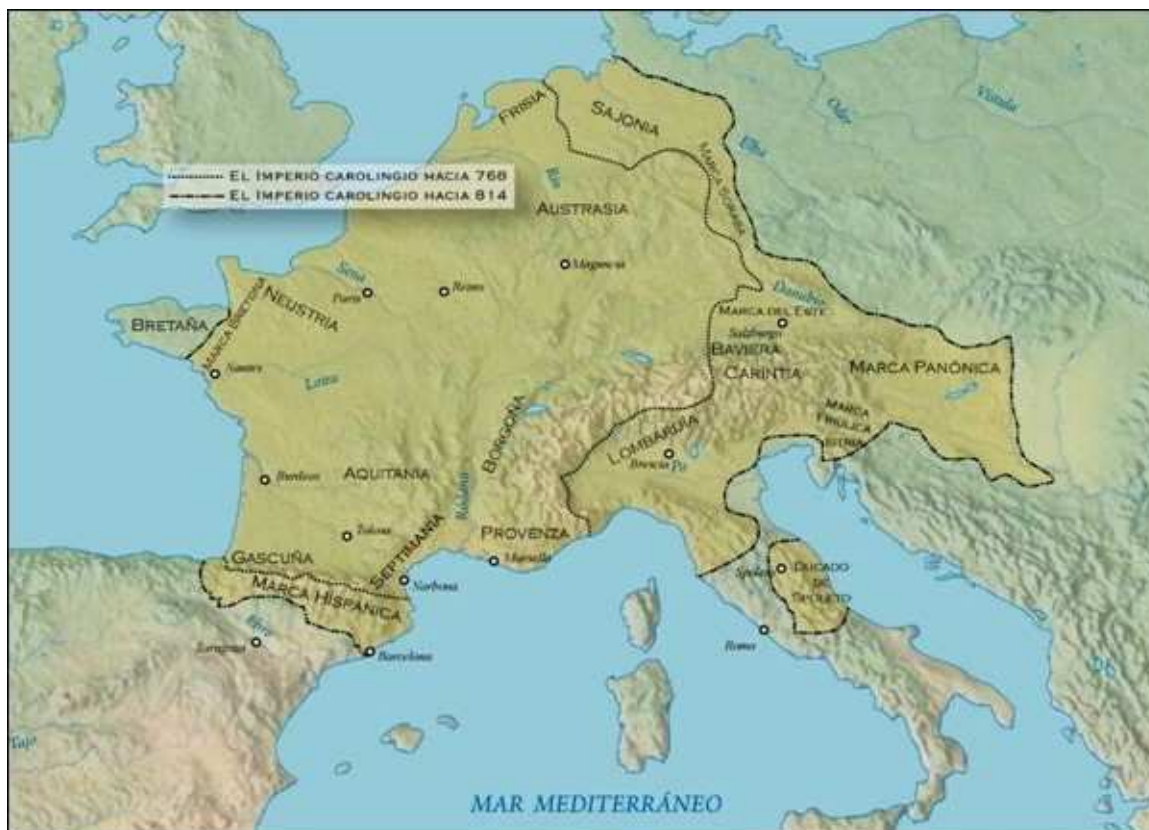 FRISIA
SAJONIA
Vístula
Oder
Elba
EL IMPERIO CAROLINGIO HACIA 768
EL IMPERIO CAROLINGIO HACIA 814
Rin
MARCA SORABIA
AUSTRASIA
Maguncia
Sena
París
Reims
NEUSTRIA
MARCA BRETONA
BRETAÑA
Danubio
MARCA DEL ESTE
Salzburgo
BAVIERA
CARINTIA
MARCA PANÓNICA
Nantes
Loira
MARCA
FRIULICA
ISTRIA
BORGOÑA
LOMBARDIA
Brescia
Po
Burdeos
AQUITANIA
Ródano
Tolosa
SEPTIMANIA
PROVENZA
Marsella
GASCUÑA
Narbona
MARCA HISPÁNICA
Ebro
Zaragoza
Barcelona
Spoleto
DUCADO
DE
SPOLETO
Roma
Tajo
MAR MEDITERRÁNEO